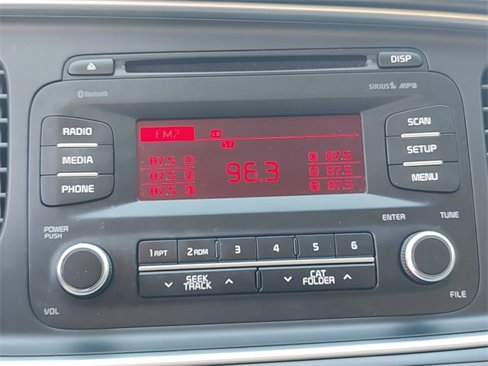 DISP
Bluetooth
SIRIUS MP3
RADIO
MEDIA
PHONE
FM2
ST
87.5 87.5
87.5 96.3 87.5
87.5 87.5
SCAN
SETUP
MENU
POWER
PUSH
ENTER
TUNE
1 RPT 2 RDM 3 4 5 6
SEEK
TRACK
CAT
FOLDER
VOL
FILE